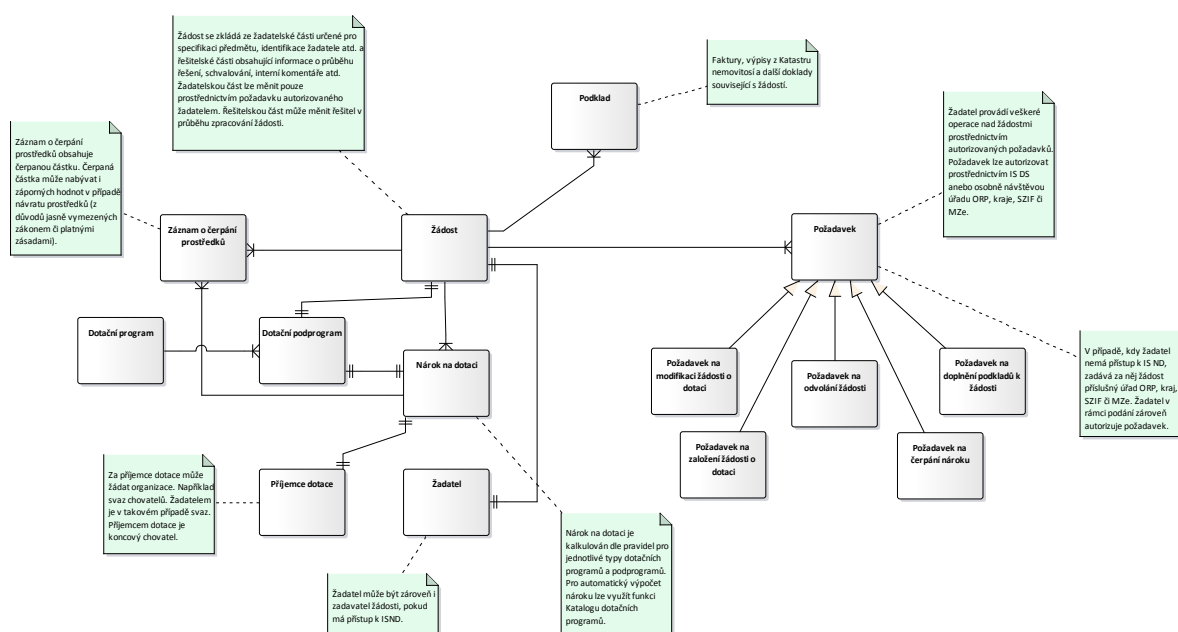 Žádost se zkládá ze žadatelské části určené pro
specifikaci předmětu, identifikace žadatele atd. a
řešitelské části obsahující informace o průběhu
řešení, schvalování, interní komentáře atd.
Žadatelskou část lze měnit pouze
prostřednictvím požadavku autorizovaného
žadatelem. Řešitelskou část může měnit řešitel v
průběhu zpracování žádosti.
Faktury, výpisy z Katastru
nemovitosí a další doklady
související s žádostí.
Podklad
Žadatel provádí veškeré
operace nad žádostmi
prostřednictvím
autorizovaných požadavků.
Požadavek lze autorizovat
prostřednictvím IS DS
anebo osobně návštěvou
úřadu ORP, kraje, SZIF či
MZe.
Záznam o čerpání
prostředků obsahuje
čerpanou částku. Čerpaná
částka může nabývat i
záporných hodnot v případě
návratu prostředků (z
důvodů jasně vymezených
zákonem či platnými
zásadami).
Záznam o čerpání
prostředků
Žádost
Požadavek
Dotační program
Dotační podprogram
Nárok na dotaci
Požadavek na
modifikaci žádosti o
dotaci
Požadavek na
odvolání žádosti
Požadavek na
doplnění podkladů k
žádosti
V případě, kdy žadatel
nemá přístup k IS ND,
zadává za něj žádost
příslušný úřad ORP, kraj,
SZIF či MZe. Žadatel v
rámci podání zároveň
autorizuje požadavek.
Požadavek na
založení žádosti o
dotaci
Požadavek na
čerpání nároku
Za příjemce dotace může
žádat organizace. Například
svaz chovatelů. Žadatelem
je v takovém případě svaz.
Příjemcem dotace je
koncový chovatel.
Příjemce dotace
Žadatel
Nárok na dotaci je
kalkulován dle pravidel pro
jednotlivé typy dotačních
programů a podprogramů.
Pro automatický výpočet
nároku lze využít funkci
Katalogu dotačních
programů.
Žadatel může být zároveň i
zadavatel žádosti, pokud
má přístup k ISND.